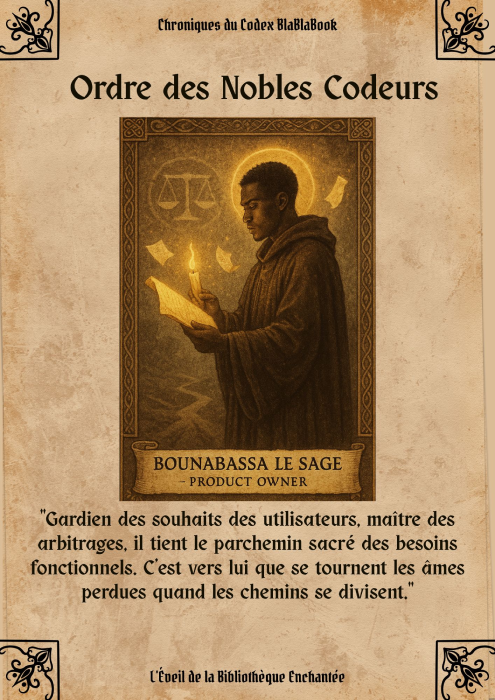 Chroniques du Codex BlaBlaBook
Ordre des Nobles Codeurs
BOUNABASSA LE SAGE
– PRODUCT OWNER
"Gardien des souhaits des utilisateurs, maître des
arbitrages, il tient le parchemin sacré des besoins
fonctionnels. C'est vers lui que se tournent les âmes
perdues quand les chemins se divisent."
L'Éveil de la Bibliothèque Enchantée